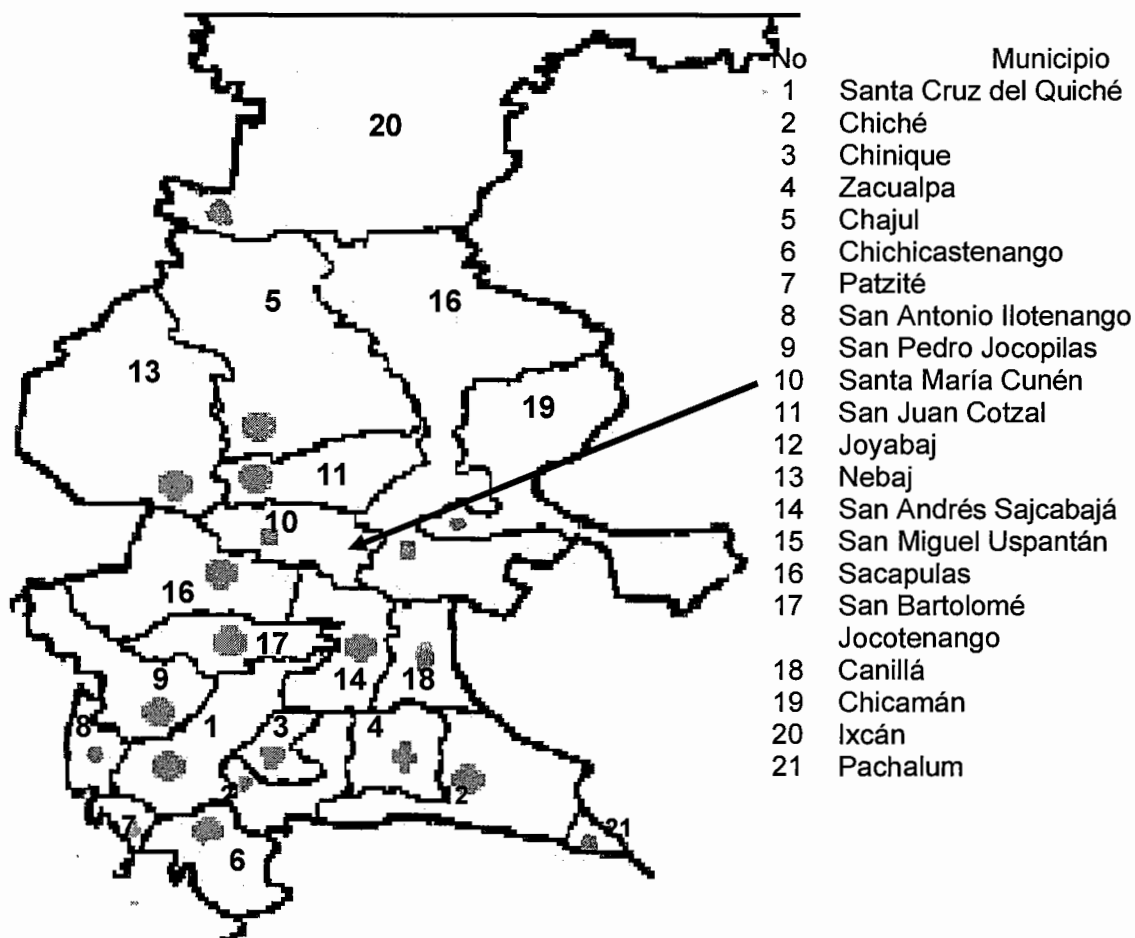 No Municipio
1 Santa Cruz del Quiché
2 Chiché
3 Chinique
4 Zacualpa
5 Chajul
6 Chichicastenango
7 Patzité
8 San Antonio Ilotenango
9 San Pedro Jocopilas
10 Santa María Cunén
11 San Juan Cotzal
12 Joyabaj
13 Nebaj
14 San Andrés Sajcabajá
15 San Miguel Uspantán
16 Sacapulas
17 San Bartolomé
Jocotenango
18 Canillá
19 Chicamán
20 Ixcán
21 Pachalum
20
5
16
13
19
11
10
16
17
9
14
18
8
1
3
4
2
2
7
6
21